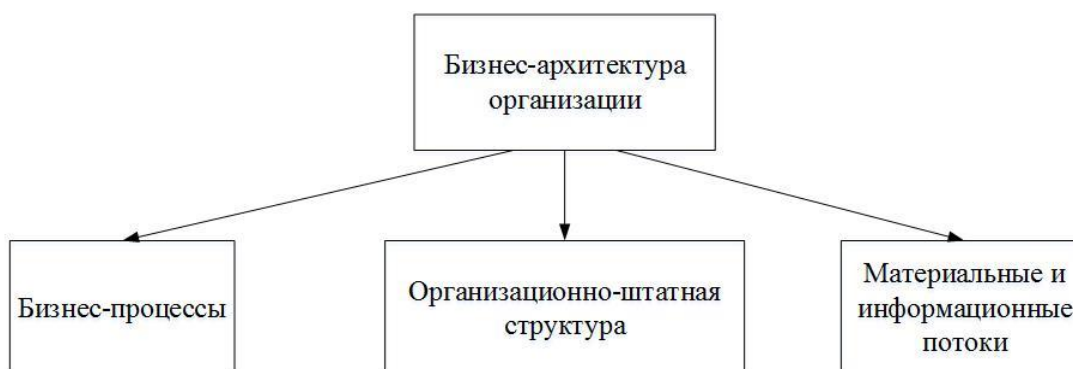 Бизнес-архитектура
организации
Бизнес-процессы
Организационно-штатная
структура
Материальные и
информационные
потоки